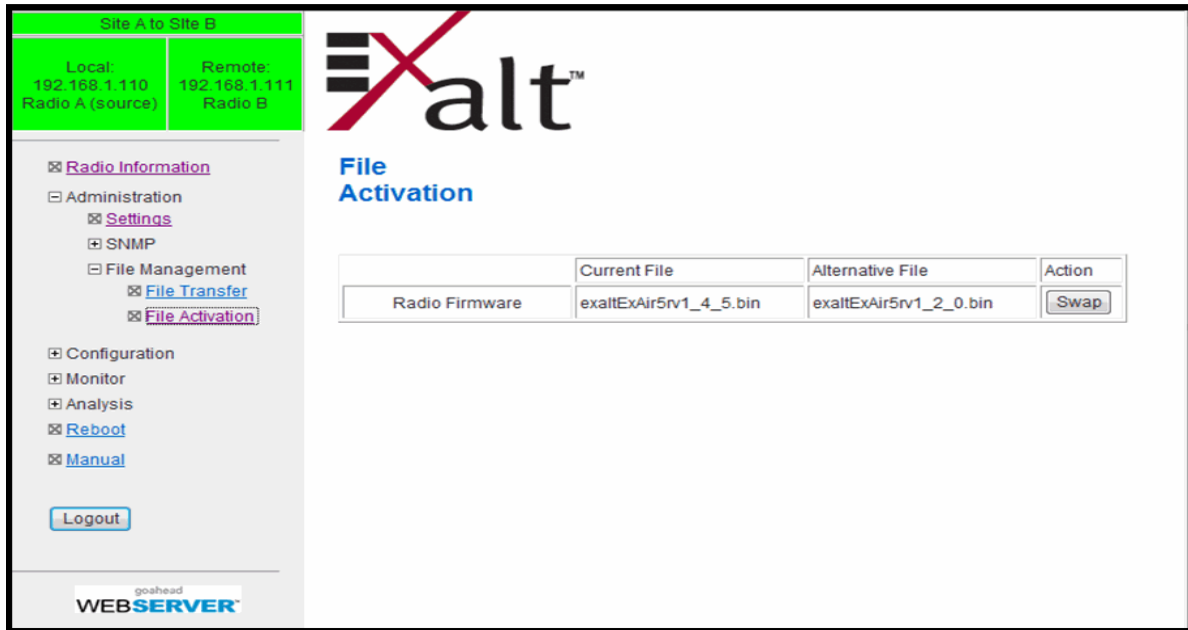 Site A to SIte B
Local:
192.168.1.110
Radio A (source)
Remote:
192.168.1.111
Radio B
EXalt™
Radio Information
Administration
Settings
SNMP
File Management
File Transfer
File Activation
Configuration
Monitor
Analysis
Reboot
Manual
Logout
goahead
WEBSERVER™
File
Activation
Current File Alternative File Action
Radio Firmware exaltExAir5rv1_4_5.bin exaltExAir5rv1_2_0.bin Swap